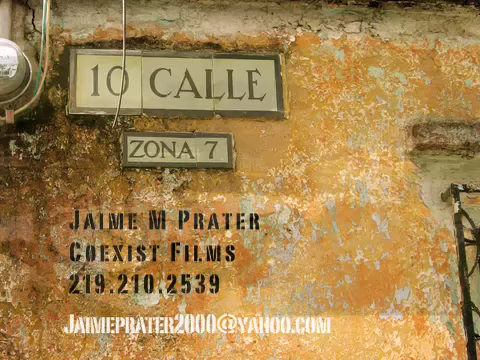 10 CALLE
ZONA 7
JAIME M PRATER
COEXIST FILMS
219.210.2539
JAIMEPRATER2000@YAHOO.COM